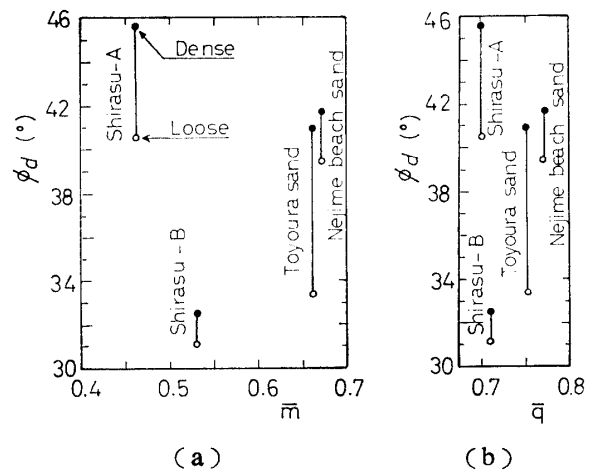 46
42
38
34
30
ϕd (°)
Shirasu-A
Dense
Loose
Shirasu-B
Toyoura sand
Nejime beach sand
0.4 0.5 0.6 0.7
m̅
(a)
46
42
38
34
30
ϕd (°)
Shirasu-A
Shirasu-B
Toyoura sand
Nejime beach sand
0.7 0.8
q̅
(b)